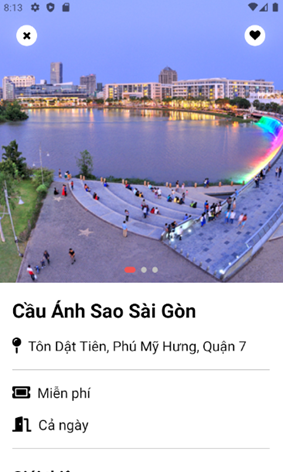 8:13
Cầu Ánh Sao Sài Gòn
Tôn Dật Tiên, Phú Mỹ Hưng, Quận 7
Miễn phí
Cả ngày